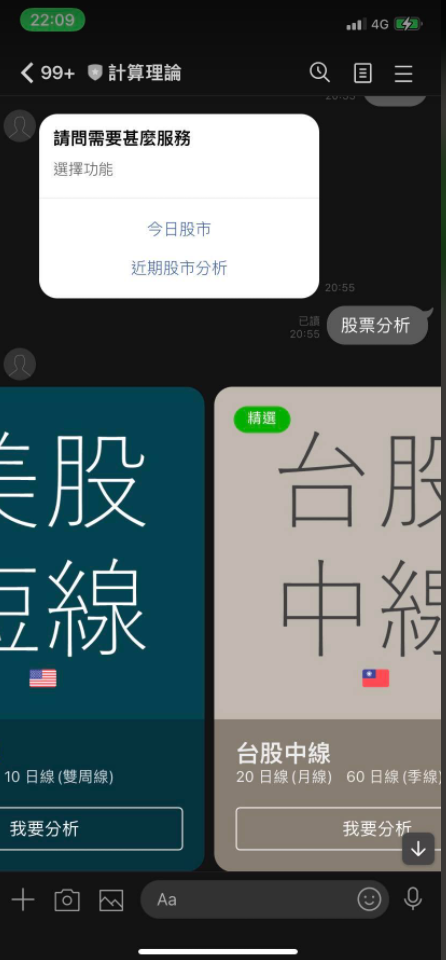 22:09
4G
99+ 計算理論
請問需要甚麼服務
選擇功能
今日股市
近期股市分析
20:55
已讀
20:55
股票分析
美股
短線
10 日線 (雙周線)
我要分析
精選
台股
中線
台股中線
20 日線 (月線) 60 日線 (季線)
我要分析
Aa